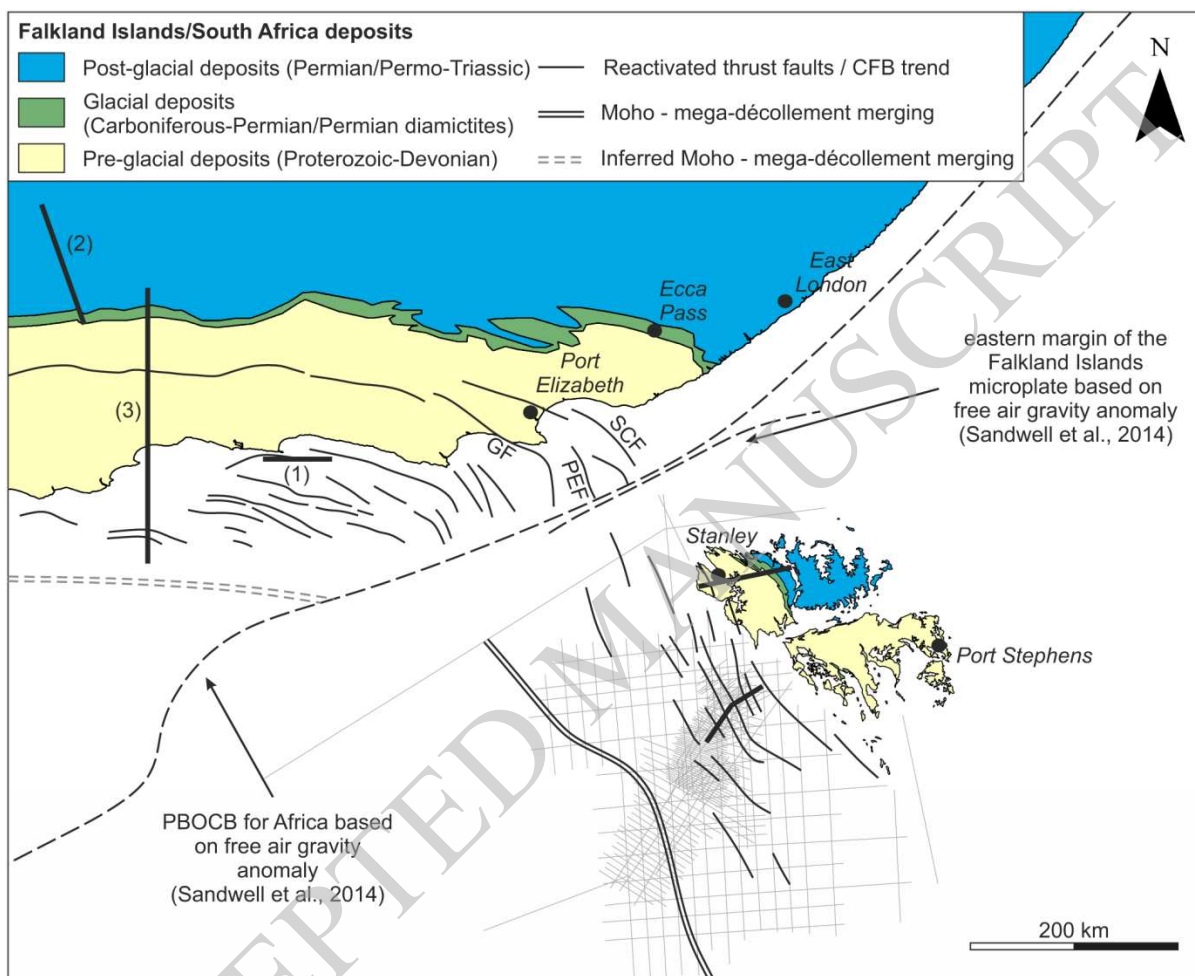 Falkland Islands/South Africa deposits
Post-glacial deposits (Permian/Permo-Triassic)
Glacial deposits
(Carboniferous-Permian/Permian diamictites)
Pre-glacial deposits (Proterozoic-Devonian)
Reactivated thrust faults / CFB trend
Moho - mega-décollement merging
Inferred Moho - mega-décollement merging
N
(2)
East
London
Ecca
Pass
Port
Elizabeth
(3)
(1)
GF
SCF
PEF
eastern margin of the
Falkland Islands
microplate based on
free air gravity anomaly
(Sandwell et al., 2014)
Stanley
Port Stephens
PBOCB for Africa based
on free air gravity
anomaly
(Sandwell et al., 2014)
200 km
EPTED MANUSCRIPT